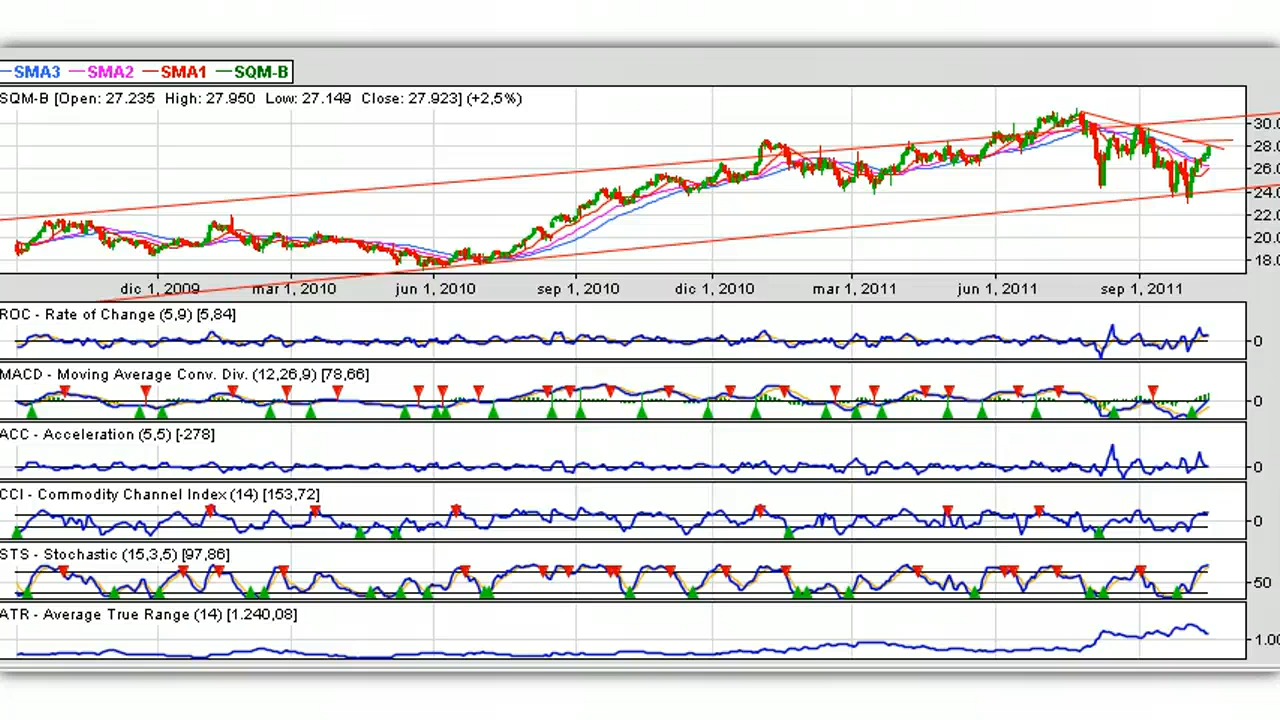 SMA3 SMA2 SMA1 SQM-B
SQM-B [Open: 27.235 High: 27.950 Low: 27.149 Close: 27.923] (+2,5%)
30.0
28.0
26.0
24.0
22.0
20.0
18.0
dic 1, 2009 mar 1, 2010 jun 1, 2010 sep 1, 2010 dic 1, 2010 mar 1, 2011 jun 1, 2011 sep 1, 2011
ROC - Rate of Change (5,9) [5,84]
0
MACD - Moving Average Conv. Div. (12,26,9) [78,66]
0
ACC - Acceleration (5,5) [-278]
0
CCI - Commodity Channel Index (14) [153,72]
0
STS - Stochastic (15,3,5) [97,86]
50
ATR - Average True Range (14) [1.240,08]
1.00